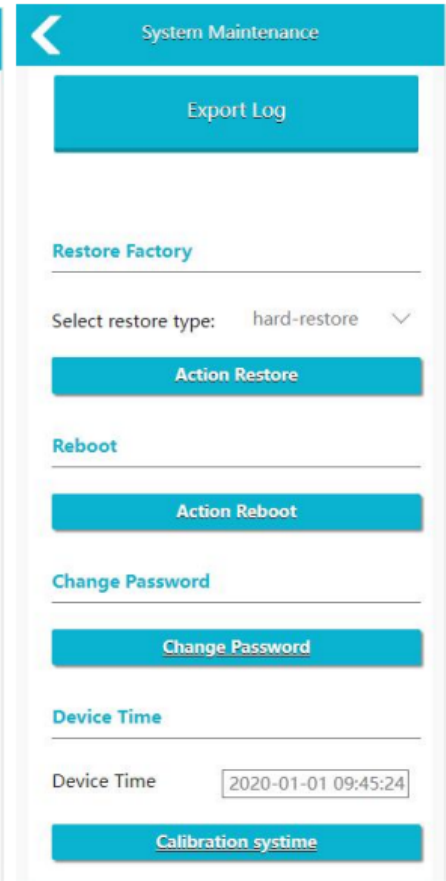 System Maintenance
Export Log
Restore Factory
Select restore type: hard-restore
Action Restore
Reboot
Action Reboot
Change Password
Change Password
Device Time
Device Time 2020-01-01 09:45:24
Calibration systime